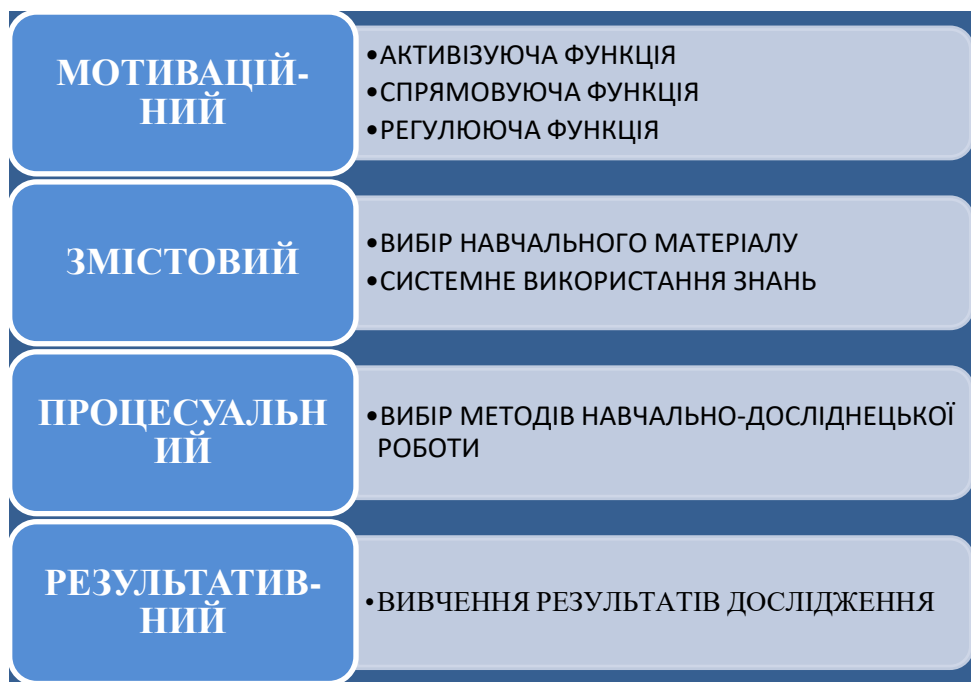 МОТИВАЦІЙ-
НИЙ
•АКТИВІЗУЮЧА ФУНКЦІЯ
•СПРЯМОВУЮЧА ФУНКЦІЯ
•РЕГУЛЮЮЧА ФУНКЦІЯ
ЗМІСТОВИЙ
•ВИБІР НАВЧАЛЬНОГО МАТЕРІАЛУ
•СИСТЕМНЕ ВИКОРИСТАННЯ ЗНАНЬ
ПРОЦЕСУАЛЬН
ИЙ
•ВИБІР МЕТОДІВ НАВЧАЛЬНО-ДОСЛІДНЕЦЬКОЇ
РОБОТИ
РЕЗУЛЬТАТИВ-
НИЙ
•ВИВЧЕННЯ РЕЗУЛЬТАТІВ ДОСЛІДЖЕННЯ